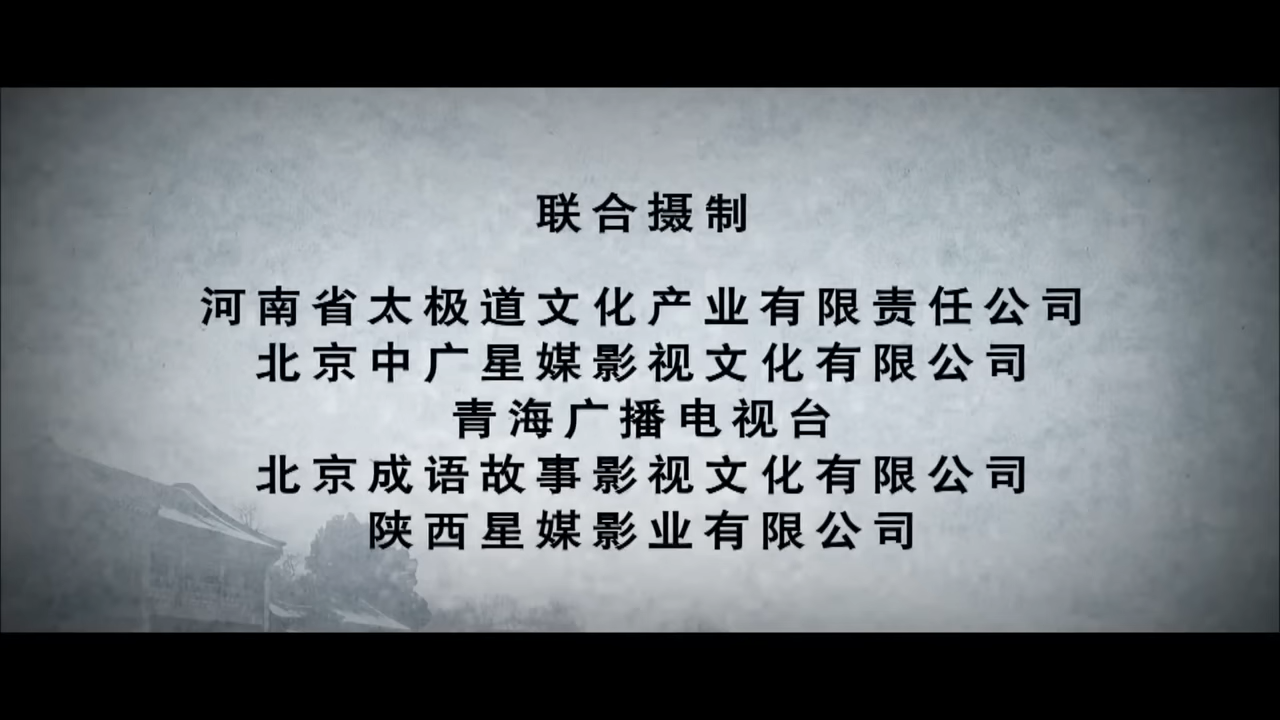 联合摄制
河南省太极道文化产业有限责任公司
北京中广星媒影视文化有限公司
青海广播电视台
北京成语故事影视文化有限公司
陕西星媒影业有限公司